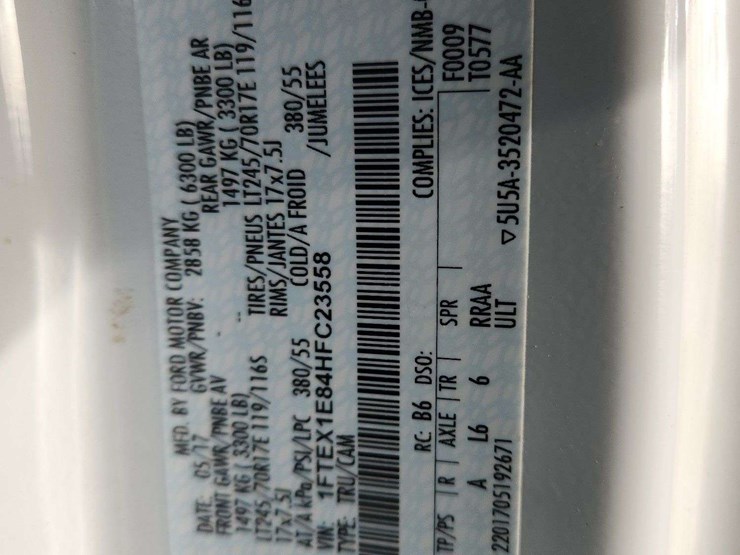 MFD. BY FORD MOTOR COMPANY
DATE: 05/17 GVWR/PNBV: 2858 KG ( 6300 LB)
FRONT GAWR/PNBE AV REAR GAWR/PNBE AR
1497 KG ( 3300 LB) 1497 KG ( 3300 LB)
LT245/70R17E 119/116S TIRES/PNEUS LT245/70R17E 119/116
17x7.5J RIMS/JANTES 17x7.5J
AT/A kPa/PSI/LPC 380/55 COLD/A FROID 380/55
VIN: 1FTEX1E84HFC23558 /JUMELEES
TYPE: TRU/CAM
COMPLIES: ICES/NMB-
RC: B6 DSO: F0009
T0577
TP/PS R AXLE TR SPR
A L6 6 RRAA
2201705192671 ULT ▽5U5A-3520472-AA